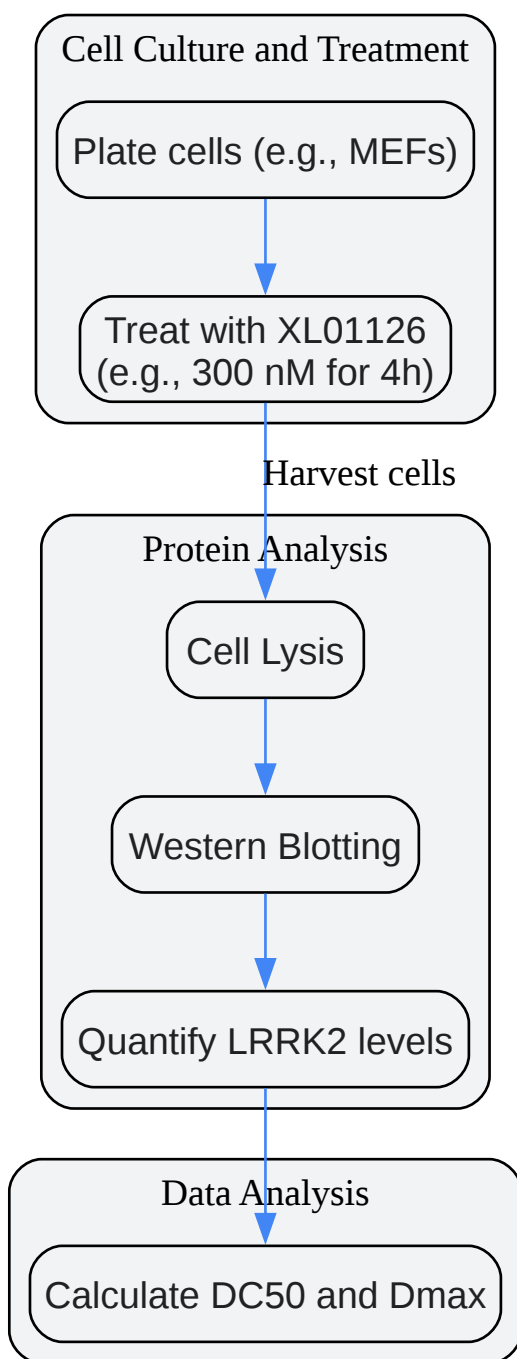 Cell Culture and Treatment
Plate cells (e.g., MEFs)
Treat with XL01126
(e.g., 300 nM for 4h)
Harvest cells
Protein Analysis
Cell Lysis
Western Blotting
Quantify LRRK2 levels
Data Analysis
Calculate DC50 and Dmax